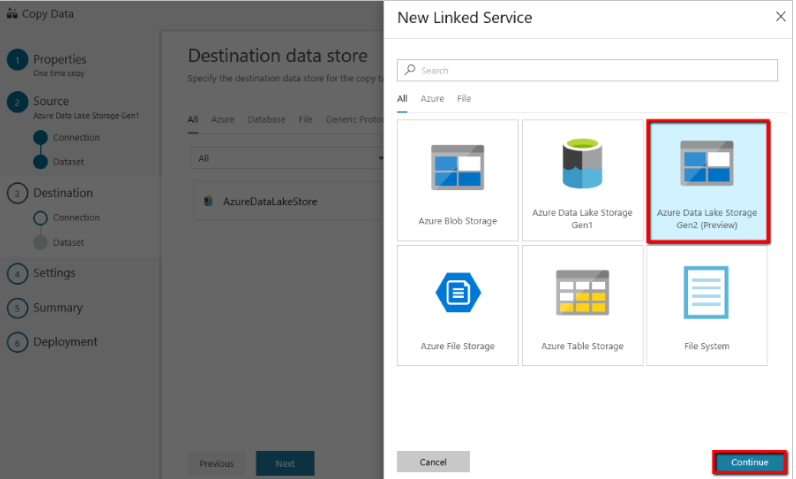 Copy Data
1 Properties
One time copy
2 Source
Azure Data Lake Storage Gen1
Connection
Dataset
3 Destination
Connection
Dataset
4 Settings
5 Summary
6 Deployment
Destination data store
Specify the destination data store for the copy
All Azure Database File Generic
All
AzureDataLakeStore
Previous Next
New Linked Service
Search
All Azure File
Azure Blob Storage
Azure Data Lake Storage
Gen1
Azure Data Lake Storage
Gen2 (Preview)
Azure File Storage
Azure Table Storage
File System
Cancel Continue